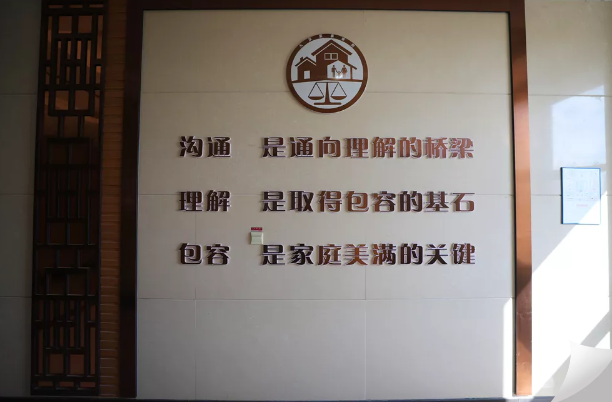 沟通 是通向理解的桥梁
理解 是取得包容的基石
包容 是家庭美满的关键